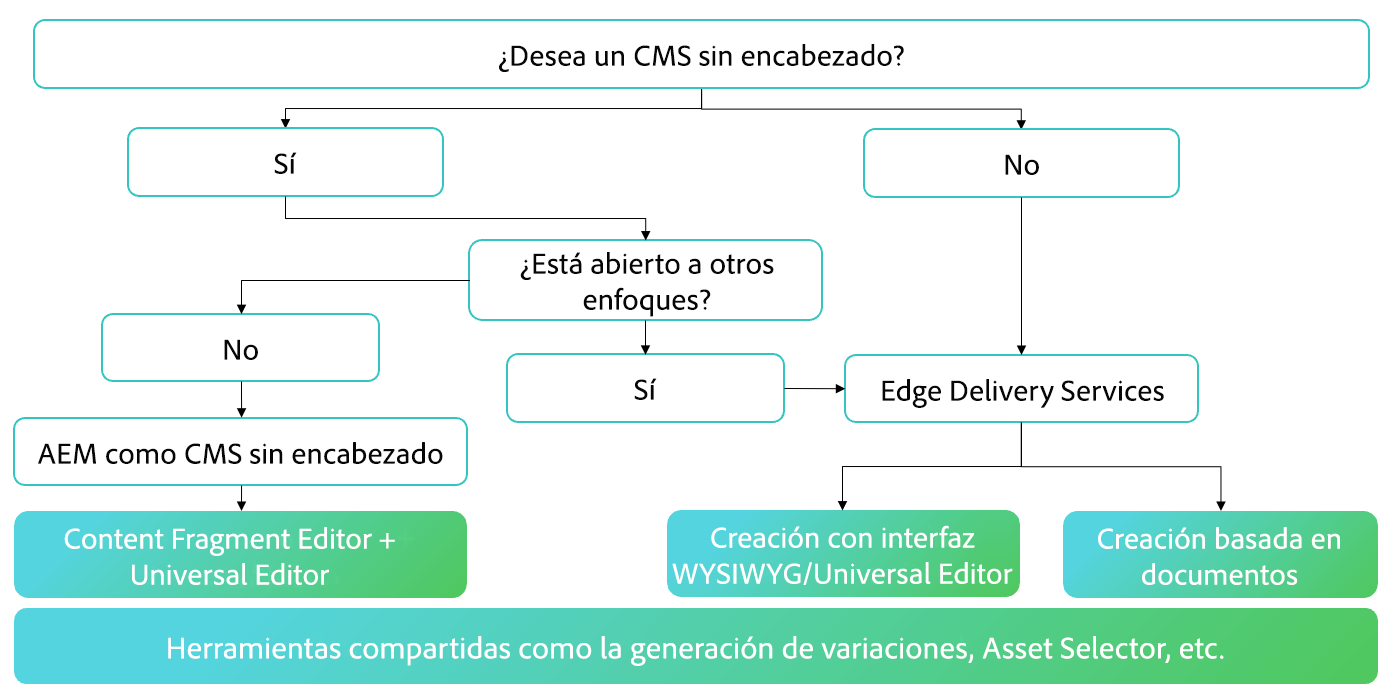 ¿Desea un CMS sin encabezado?
Sí
No
¿Está abierto a otros
enfoques?
No
Sí
Edge Delivery Services
AEM como CMS sin encabezado
Content Fragment Editor +
Universal Editor
Creación con interfaz
WYSIWYG/Universal Editor
Creación basada en
documentos
Herramientas compartidas como la generación de variaciones, Asset Selector, etc.